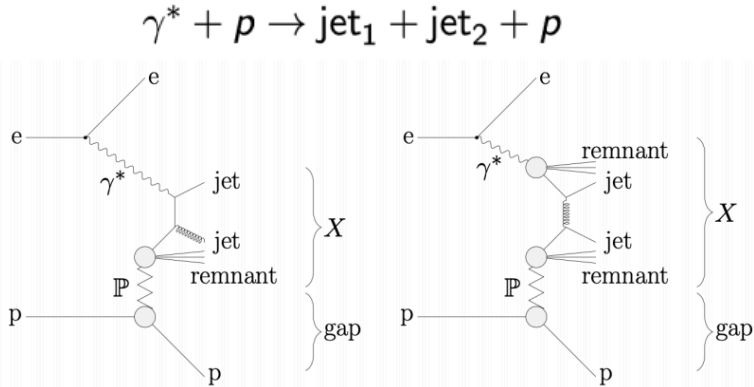 γ* + p → jet₁ + jet₂ + p
e
e
γ*
jet
jet
remnant
X
ℙ
p
gap
p
e
e
γ*
remnant
jet
jet
remnant
X
ℙ
p
gap
p